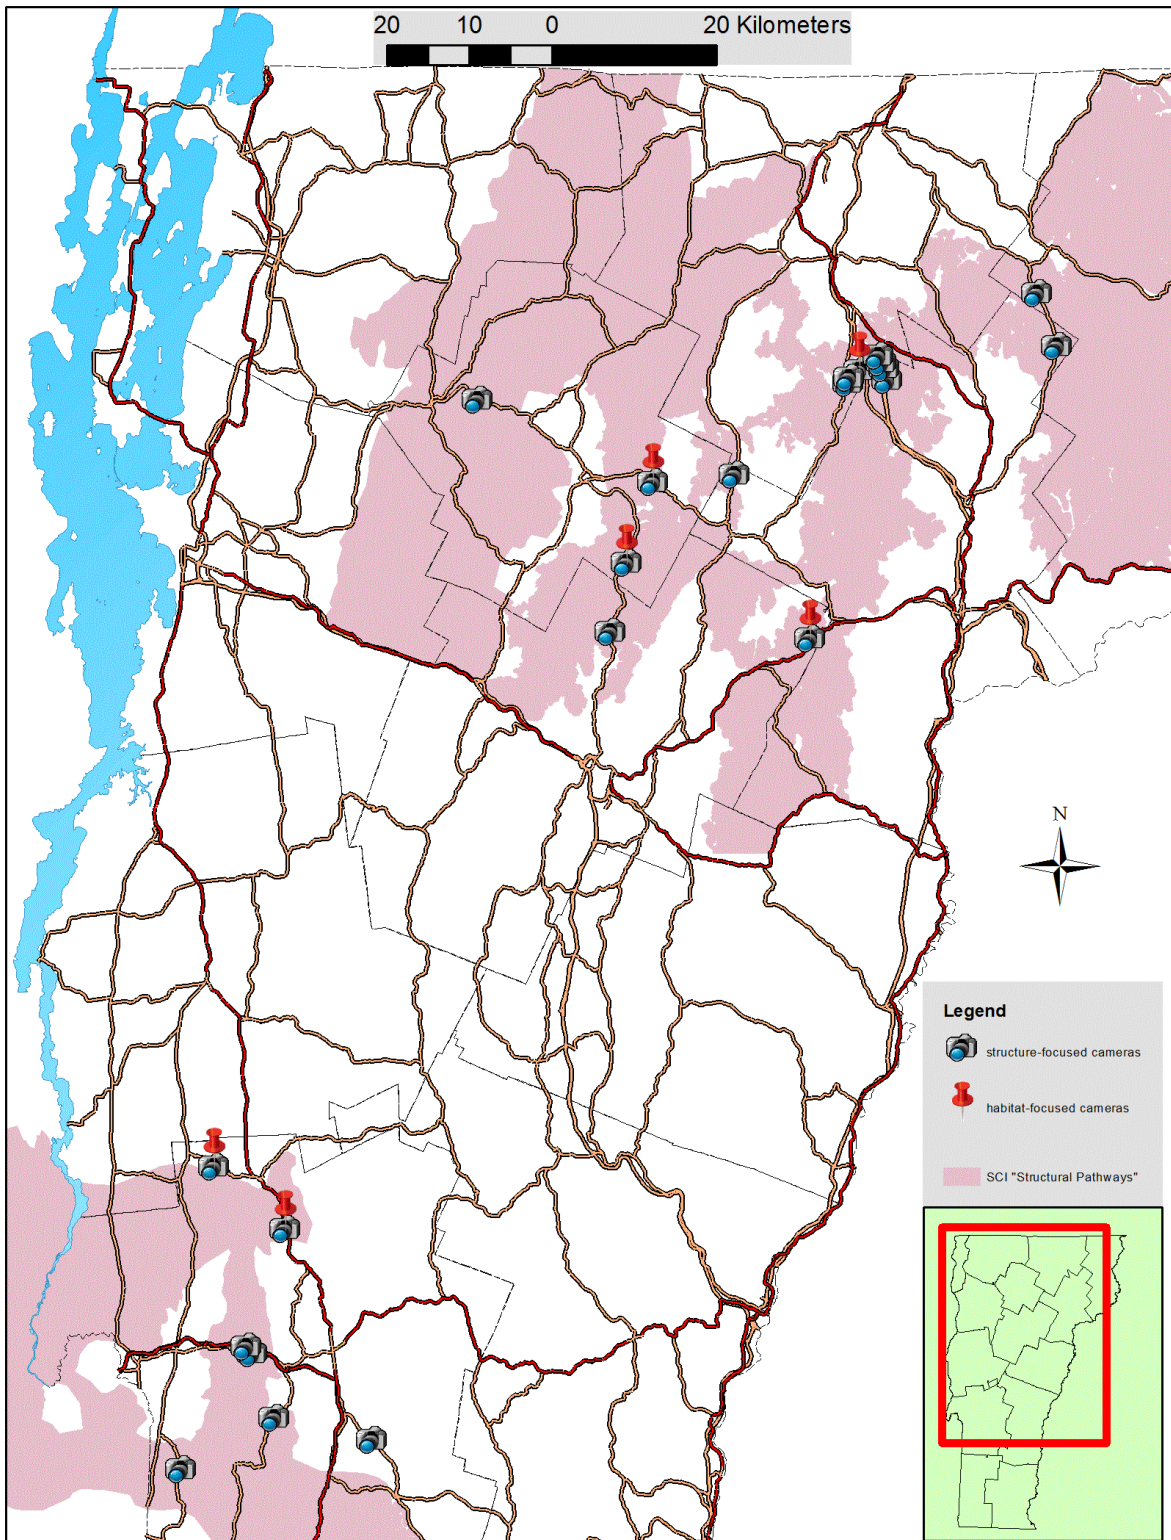 20 10 0 20 Kilometers
N
Legend
structure-focused cameras
habitat-focused cameras
SCI "Structural Pathways"